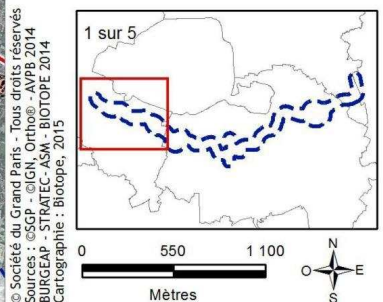 © Société du Grand Paris - Tous droits réservés
Sources : ©SGP - ©IGN, Ortho® - AVPB 2014
BURGEAP - STRATEC- ASM - BIOTOPE 2014
Cartographie : Biotope, 2015
1 sur 5
0 550 1 100
Mètres
N
O E
S